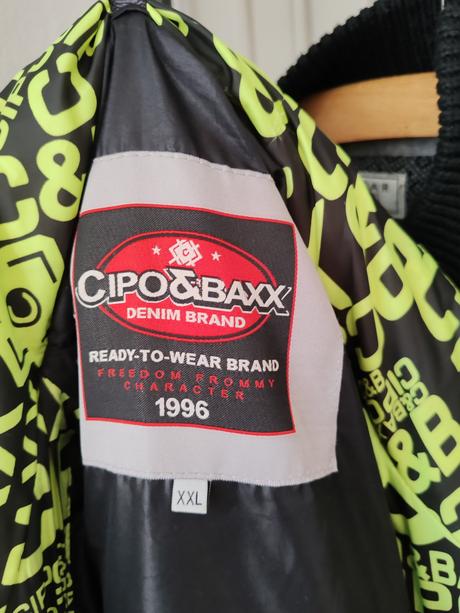 CIPO&BAXX
DENIM BRAND
READY-TO-WEAR BRAND
FREEDOM FROMMY
CHARACTER
1996
XXL